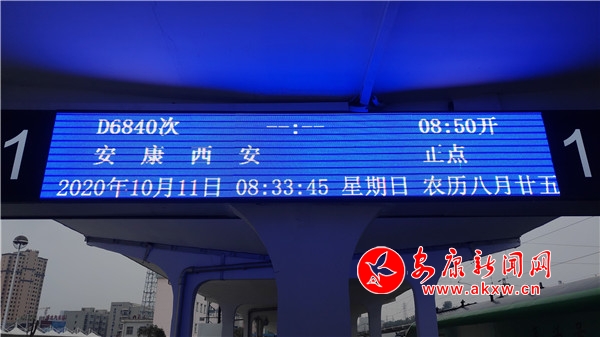 D6840次 --:-- 08:50开
安康西安 正点
2020年10月11日 08:33:45 星期日 农历八月廿五
1
1
安康新闻网
www.akxw.cn